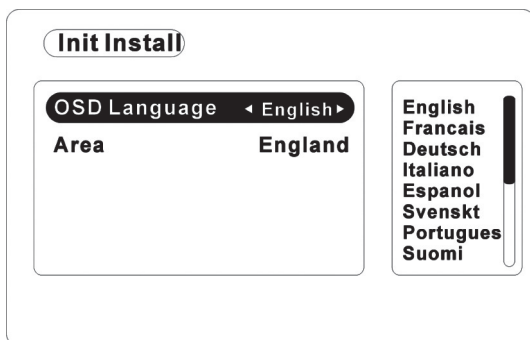 Init Install
OSD Language English
Area England
English
Francais
Deutsch
Italiano
Espanol
Svenskt
Portugues
Suomi